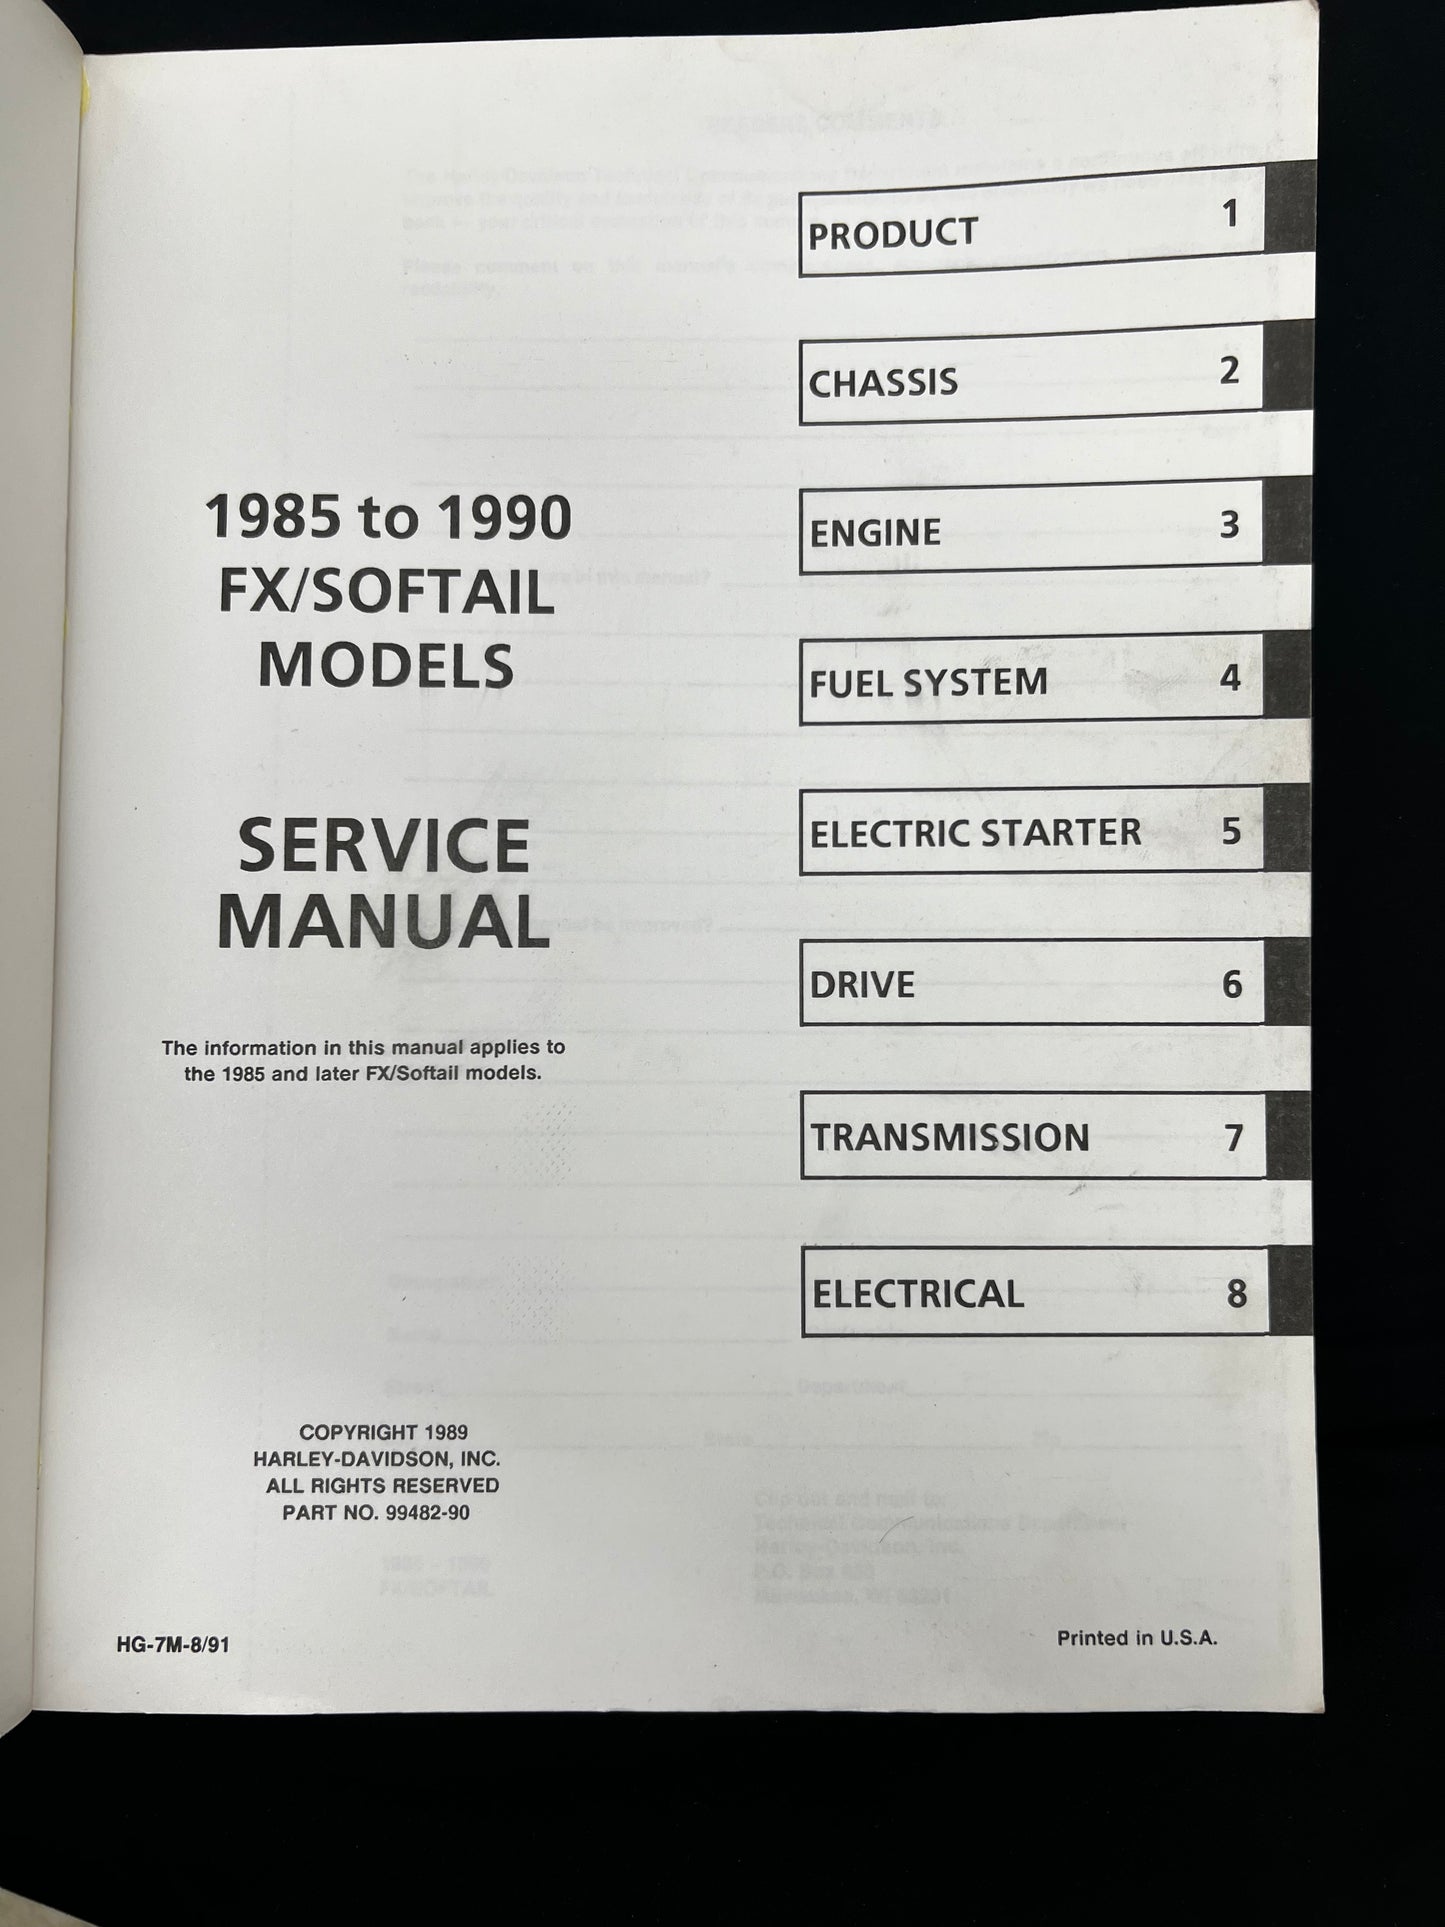 1985 to 1990
FX/SOFTAIL
MODELS
SERVICE
MANUAL
The information in this manual applies to
the 1985 and later FX/Softail models.
COPYRIGHT 1989
HARLEY-DAVIDSON, INC.
ALL RIGHTS RESERVED
PART NO. 99482-90
HG-7M-8/91
PRODUCT 1
CHASSIS 2
ENGINE 3
FUEL SYSTEM 4
ELECTRIC STARTER 5
DRIVE 6
TRANSMISSION 7
ELECTRICAL 8
Printed in U.S.A.